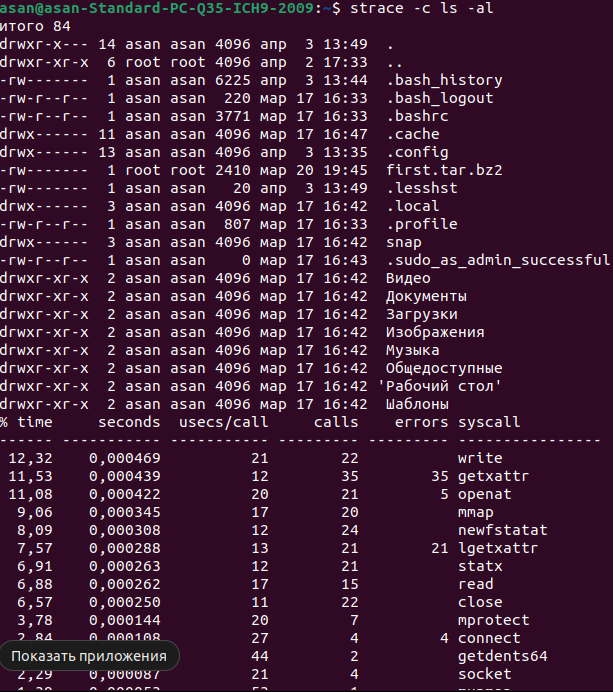 asan@asan-Standard-PC-Q35-ICH9-2009:~$ strace -c ls -al
итого 84
drwxr-x--- 14 asan asan 4096 апр  3 13:49  .
drwxr-xr-x  6 root root 4096 апр  2 17:33  ..
-rw-------  1 asan asan 6225 апр  3 13:44  .bash_history
-rw-r--r--  1 asan asan  220 мар 17 16:33  .bash_logout
-rw-r--r--  1 asan asan 3771 мар 17 16:33  .bashrc
drwx------ 11 asan asan 4096 мар 17 16:47  .cache
drwx------ 13 asan asan 4096 апр  3 13:35  .config
-rw-------  1 root root 2410 мар 20 19:45  first.tar.bz2
-rw-------  1 asan asan   20 апр  3 13:49  .lesshst
drwx------  3 asan asan 4096 мар 17 16:42  .local
-rw-r--r--  1 asan asan  807 мар 17 16:33  .profile
drwx------  3 asan asan 4096 мар 17 16:42  snap
-rw-r--r--  1 asan asan    0 мар 17 16:43  .sudo_as_admin_successful
drwxr-xr-x  2 asan asan 4096 мар 17 16:42  Видео
drwxr-xr-x  2 asan asan 4096 мар 17 16:42  Документы
drwxr-xr-x  2 asan asan 4096 мар 17 16:42  Загрузки
drwxr-xr-x  2 asan asan 4096 мар 17 16:42  Изображения
drwxr-xr-x  2 asan asan 4096 мар 17 16:42  Музыка
drwxr-xr-x  2 asan asan 4096 мар 17 16:42  Общедоступные
drwxr-xr-x  2 asan asan 4096 мар 17 16:42 'Рабочий стол'
drwxr-xr-x  2 asan asan 4096 мар 17 16:42  Шаблоны
% time     seconds  usecs/call     calls    errors syscall
------ ----------- ----------- --------- --------- ----------------
 12,32    0,000469          21        22           write
 11,53    0,000439          12        35        35 getxattr
 11,08    0,000422          20        21         5 openat
  9,06    0,000345          17        20           mmap
  8,09    0,000308          12        24           newfstatat
  7,57    0,000288          13        21        21 lgetxattr
  6,91    0,000263          12        21           statx
  6,88    0,000262          17        15           read
  6,57    0,000250          11        22           close
  3,78    0,000144          20         7           mprotect
  2,84    0,000108          27         4         4 connect
Показать приложения          44         2           getdents64
  2,29    0,000087          21         4           socket